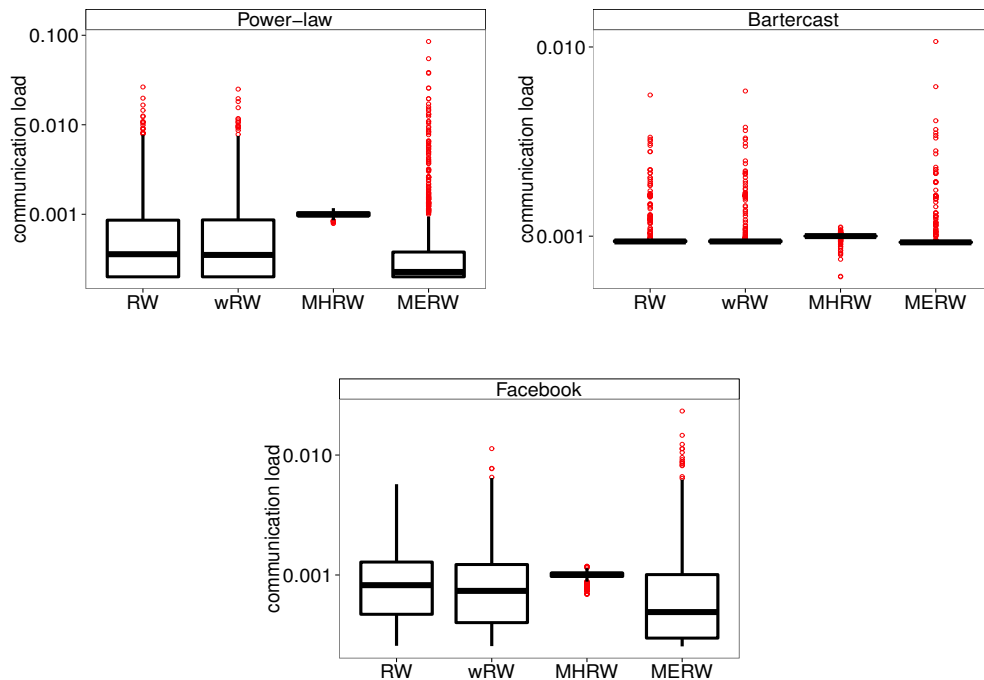 Power−law
communication load
0.100
0.010
0.001
RW wRW MHRW MERW
Bartercast
communication load
0.010
0.001
RW wRW MHRW MERW
Facebook
communication load
0.010
0.001
RW wRW MHRW MERW